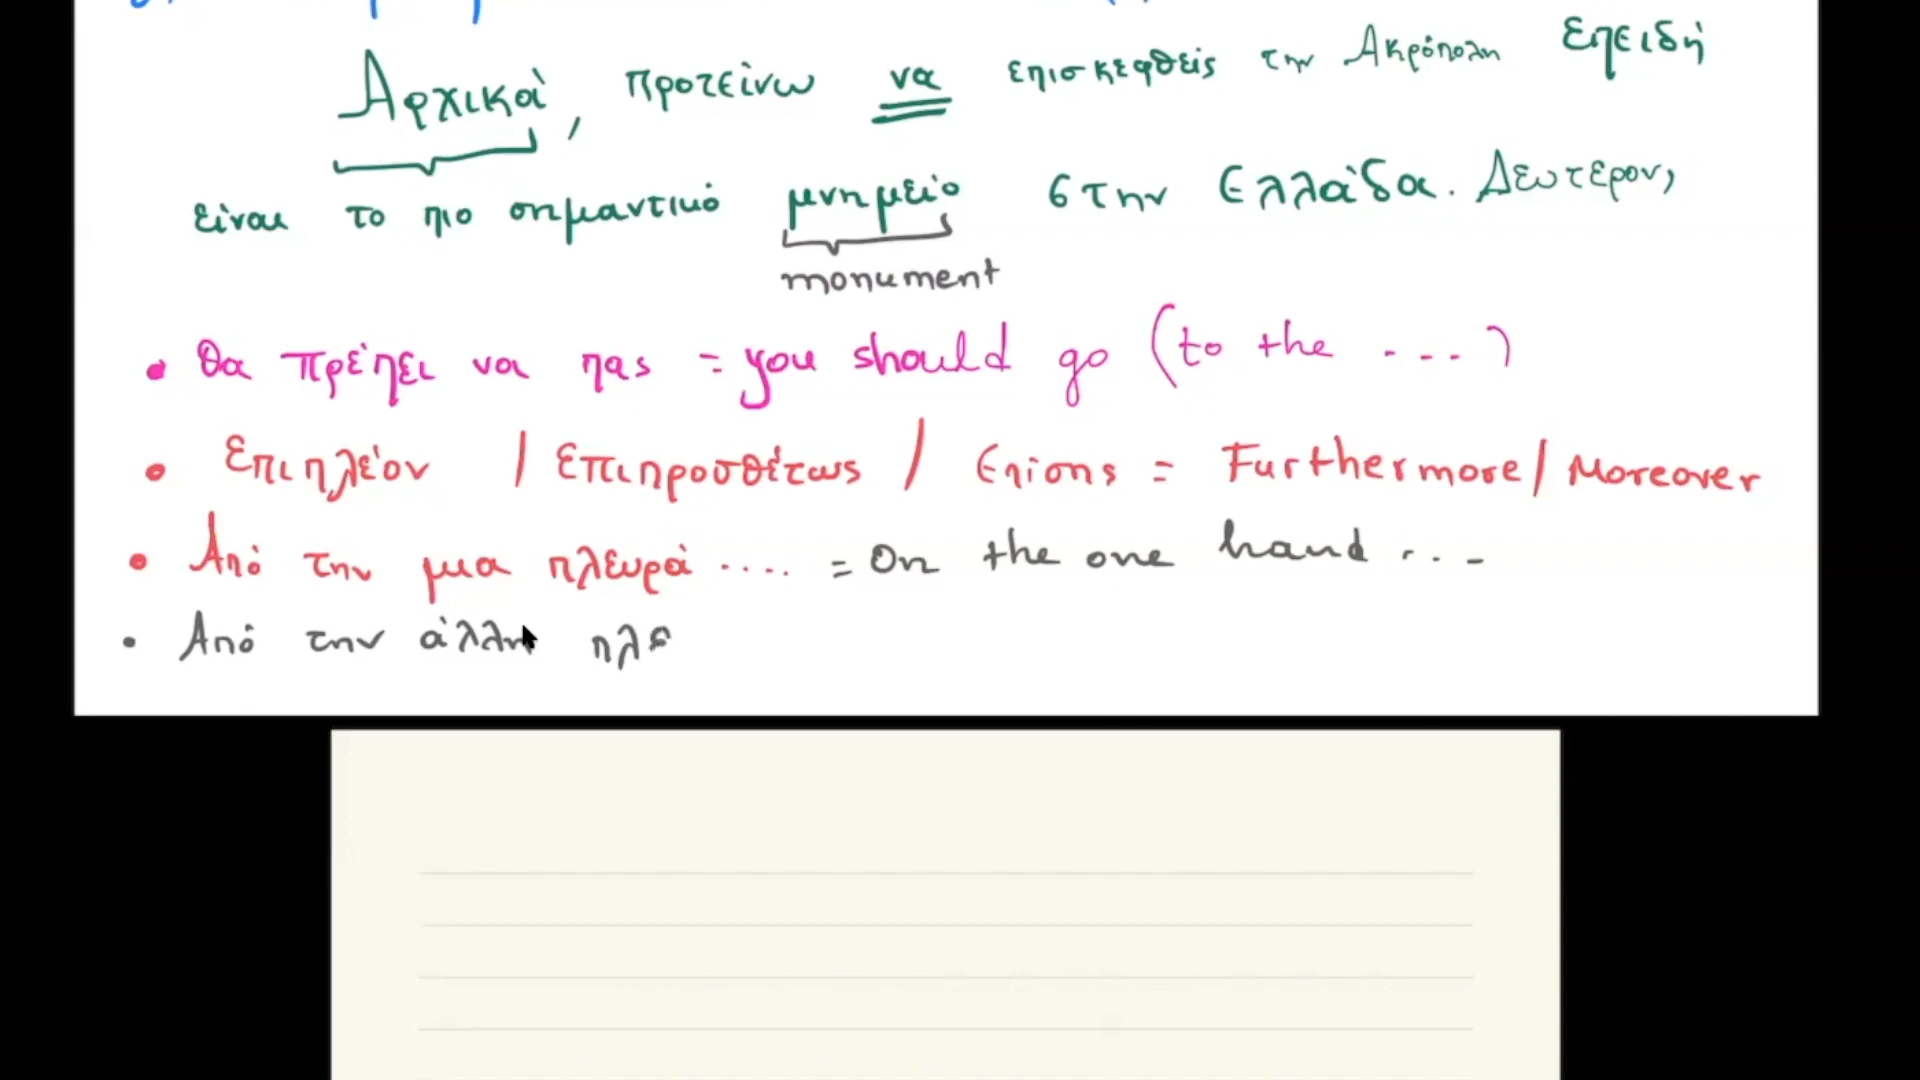 Αρχικά, προτείνω να επισκεφθείς την Ακρόπολη επειδή
είναι το πιο σημαντικό μνημείο στην Ελλάδα. Δεύτερον,
monument
• Θα πρέπει να πας = you should go (to the ....)
• Επιπλέον / Επιπροσθέτως / Επίσης = Furthermore / Moreover
• Από την μια πλευρά .... = On the one hand ...
• Από την άλλη πλε